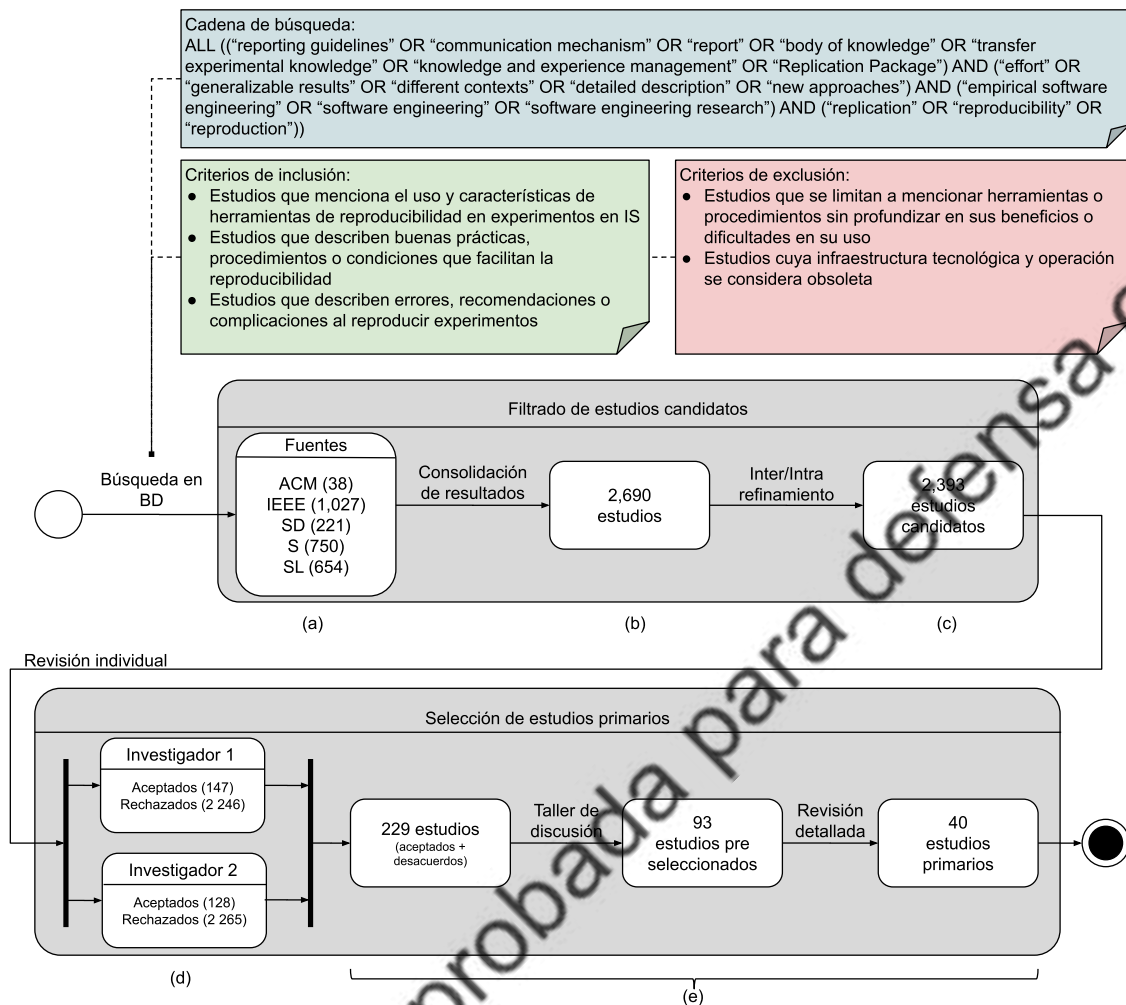 Cadena de búsqueda:
ALL ((“reporting guidelines” OR “communication mechanism” OR “report” OR “body of knowledge” OR “transfer
experimental knowledge” OR “knowledge and experience management” OR “Replication Package”) AND (“effort” OR
“generalizable results” OR “different contexts” OR “detailed description” OR “new approaches”) AND (“empirical software
engineering” OR “software engineering” OR “software engineering research”) AND (“replication” OR “reproducibility” OR
“reproduction”))
Criterios de inclusión:
● Estudios que menciona el uso y características de
herramientas de reproducibilidad en experimentos en IS
● Estudios que describen buenas prácticas,
procedimientos o condiciones que facilitan la
reproducibilidad
● Estudios que describen errores, recomendaciones o
complicaciones al reproducir experimentos
Criterios de exclusión:
● Estudios que se limitan a mencionar herramientas o
procedimientos sin profundizar en sus beneficios o
dificultades en su uso
● Estudios cuya infraestructura tecnológica y operación
se considera obsoleta
Filtrado de estudios candidatos
Búsqueda en
BD
Fuentes
ACM (38)
IEEE (1,027)
SD (221)
S (750)
SL (654)
Consolidación
de resultados
2,690
estudios
Inter/Intra
refinamiento
2,393
estudios
candidatos
(a)
(b)
(c)
Revisión individual
Selección de estudios primarios
Investigador 1
Aceptados (147)
Rechazados (2 246)
Investigador 2
Aceptados (128)
Rechazados (2 265)
229 estudios
(aceptados +
desacuerdos)
Taller de
discusión
93
estudios pre
seleccionados
Revisión
detallada
40
estudios
primarios
(d)
(e)
probada para defensa